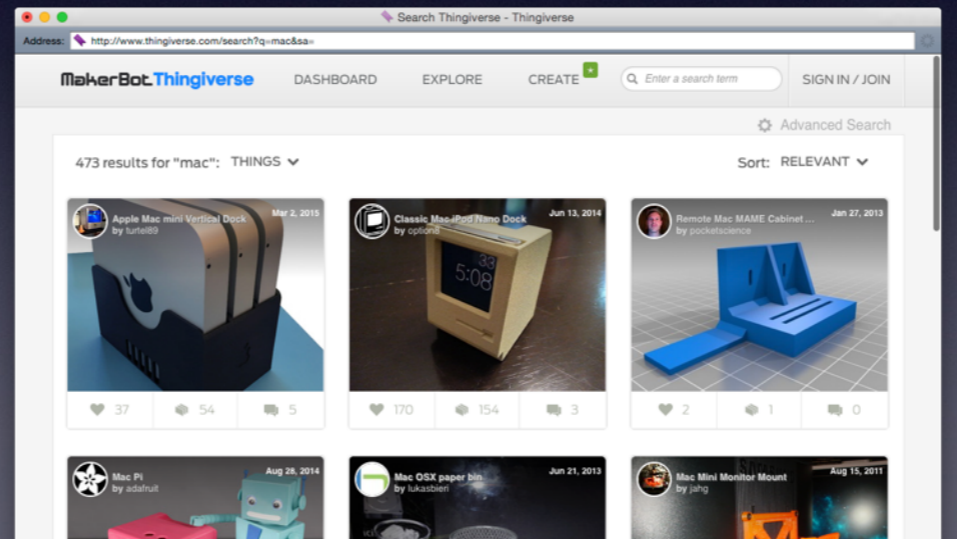 Search Thingiverse - Thingiverse
Address: http://www.thingiverse.com/search?q=mac&sa=
MakerBot Thingiverse DASHBOARD EXPLORE CREATE Enter a search term SIGN IN / JOIN
Advanced Search
473 results for "mac": THINGS Sort: RELEVANT
Apple Mac mini Vertical Dock Mar 2, 2015
by turtel89
Classic Mac iPod Nano Dock Jun 13, 2014
by option8
33
5:08
Remote Mac MAME Cabinet ... Jan 27, 2013
by pocketscience
37 54 5
170 154 3
2 1 0
Mac Pi Aug 28, 2014
by adafruit
Mac OSX paper bin Jun 21, 2013
by lukasbieri
Mac Mini Monitor Mount Aug 15, 2011
by jahg